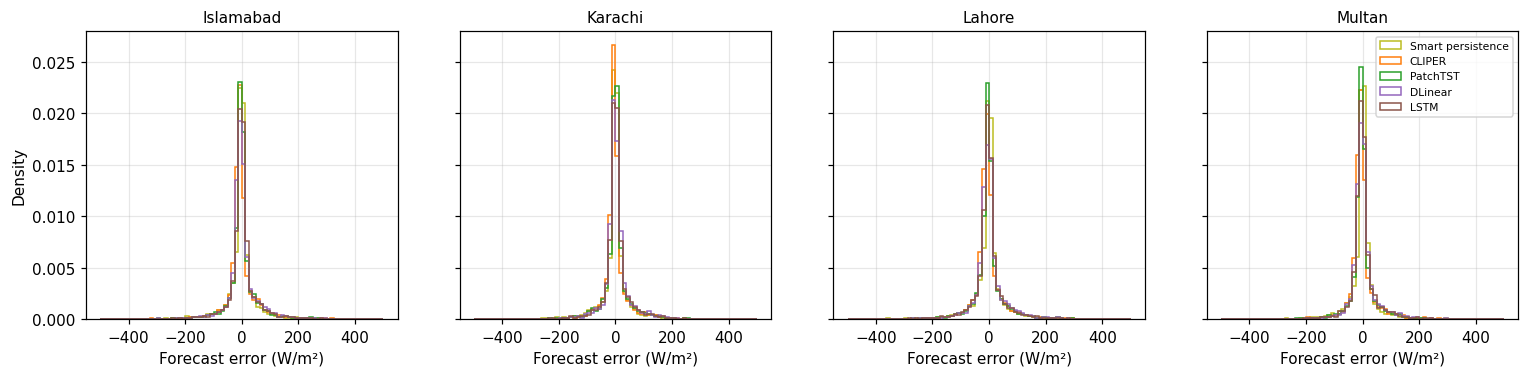 Islamabad
Karachi
Lahore
Multan
Density
0.025
0.020
0.015
0.010
0.005
0.000
Smart persistence
CLIPER
PatchTST
DLinear
LSTM
−400 −200 0 200 400
−400 −200 0 200 400
−400 −200 0 200 400
−400 −200 0 200 400
Forecast error (W/m²)
Forecast error (W/m²)
Forecast error (W/m²)
Forecast error (W/m²)